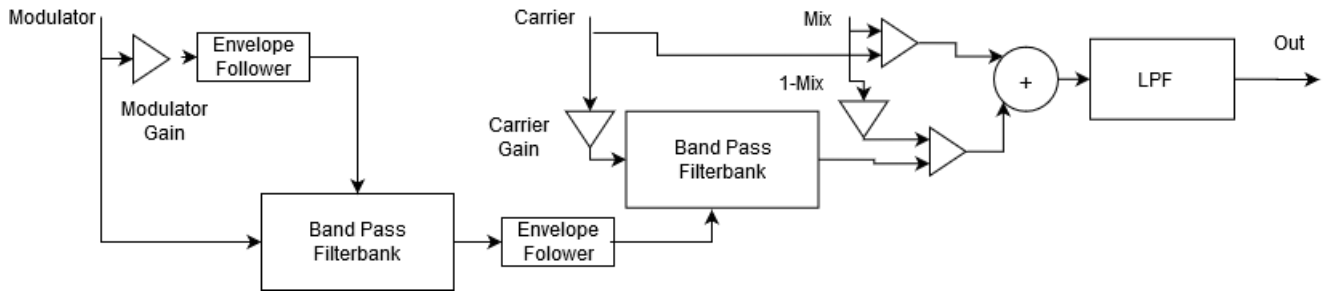 Modulator
Envelope
Follower
Modulator
Gain
Band Pass
Filterbank
Envelope
Folower
Carrier
Carrier
Gain
Band Pass
Filterbank
Mix
1-Mix
+
LPF
Out